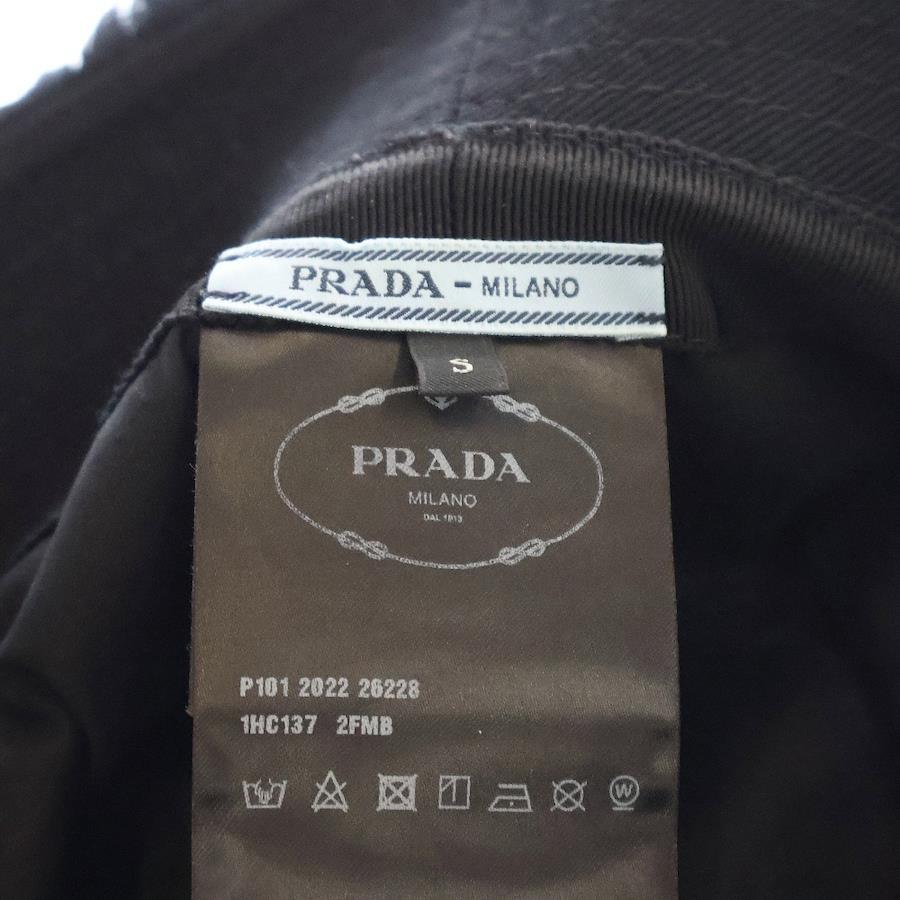 PRADA - MILANO
S
PRADA
MILANO
DAL 1913
P101 2022 26228
1HC137 2FMB
W